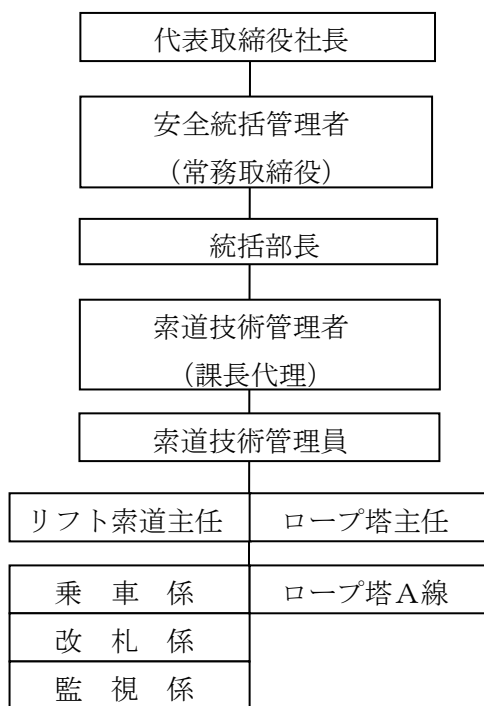 代表取締役社長
安全統括管理者
(常務取締役)
統括部長
索道技術管理者
(課長代理)
索道技術管理員
リフト索道主任 ロープ塔主任
乗 車 係 ロープ塔A線
改 札 係
監 視 係